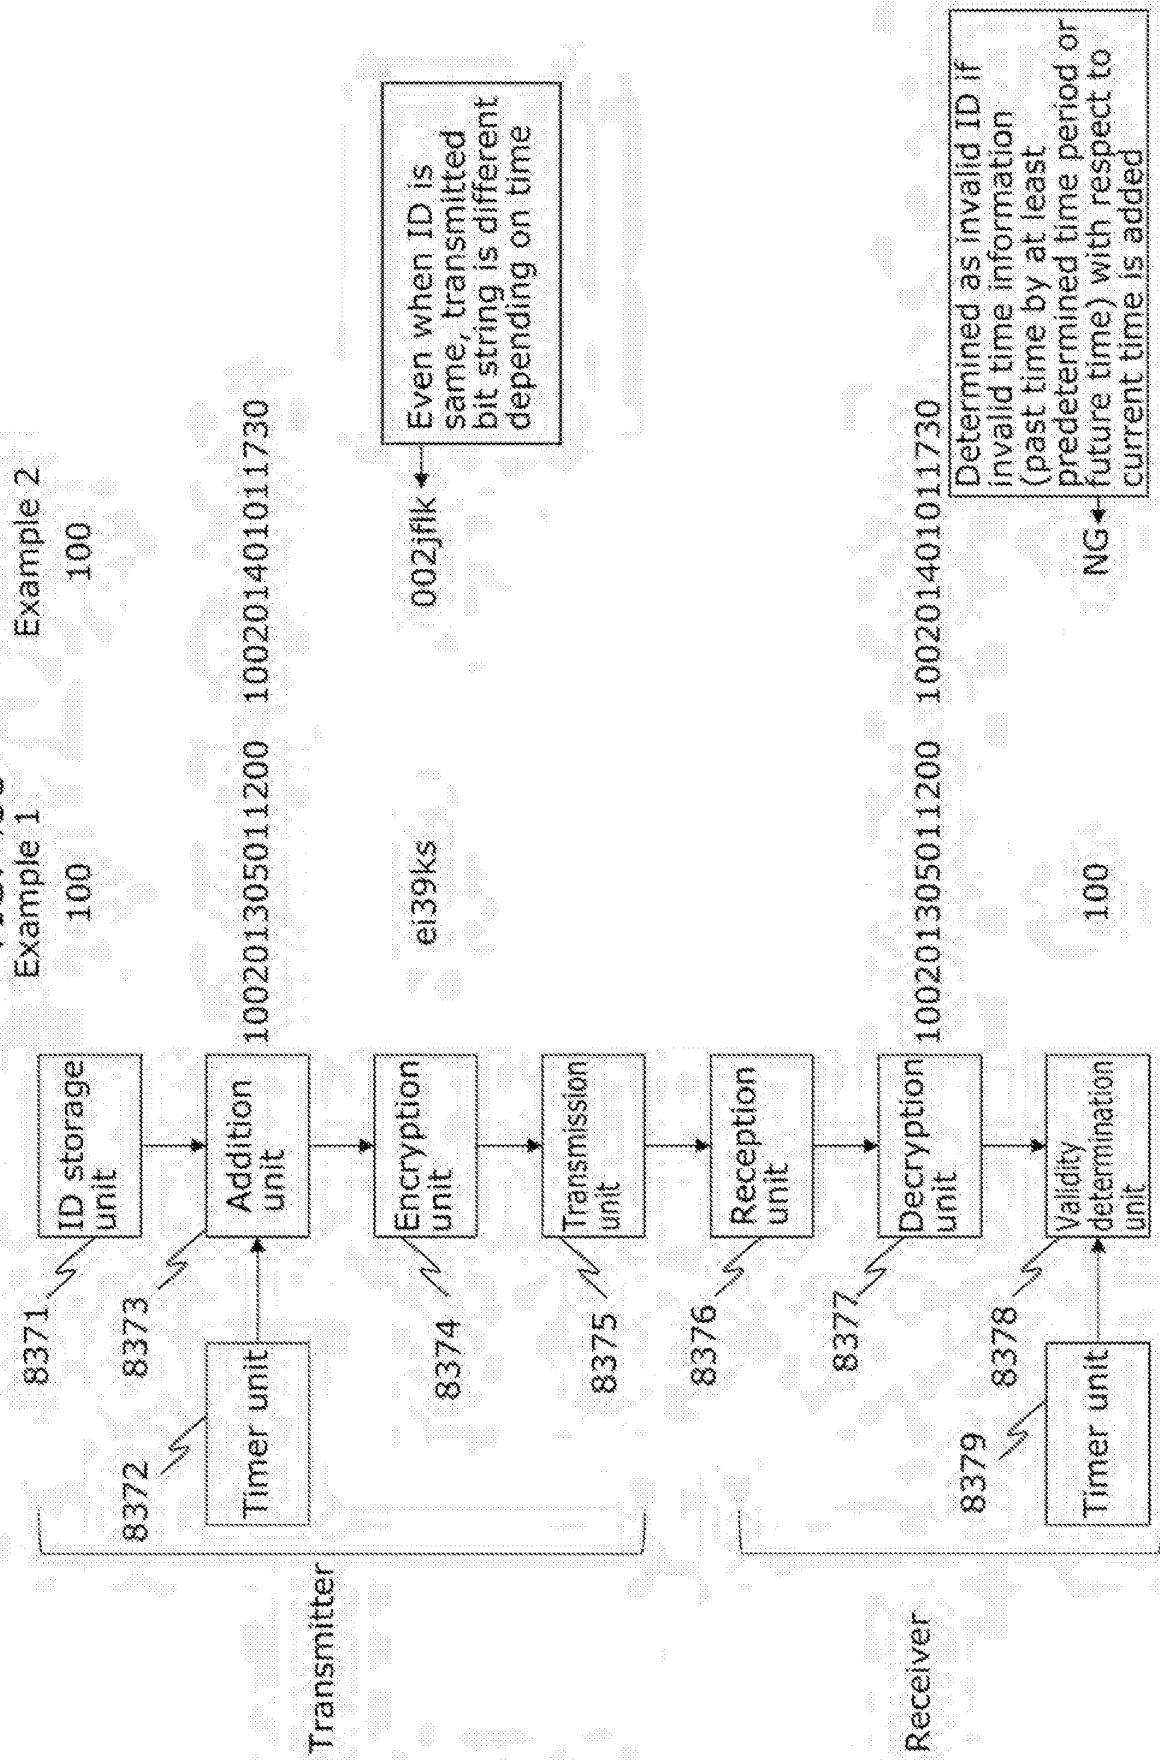 Example 1
Example 2
100
100
8371
ID storage
unit
8372
Timer unit
8373
Addition
unit
100201305011200
100201401011730
Transmitter
8374
Encryption
unit
ei39ks
002jflk
Even when ID is
same, transmitted
bit string is different
depending on time
8375
Transmission
unit
8376
Reception
unit
Receiver
8377
Decryption
unit
100201305011200
100201401011730
8378
Validity
determination
unit
8379
Timer unit
100
NG
Determined as invalid ID if
invalid time information
(past time by at least
predetermined time period or
future time) with respect to
current time is added